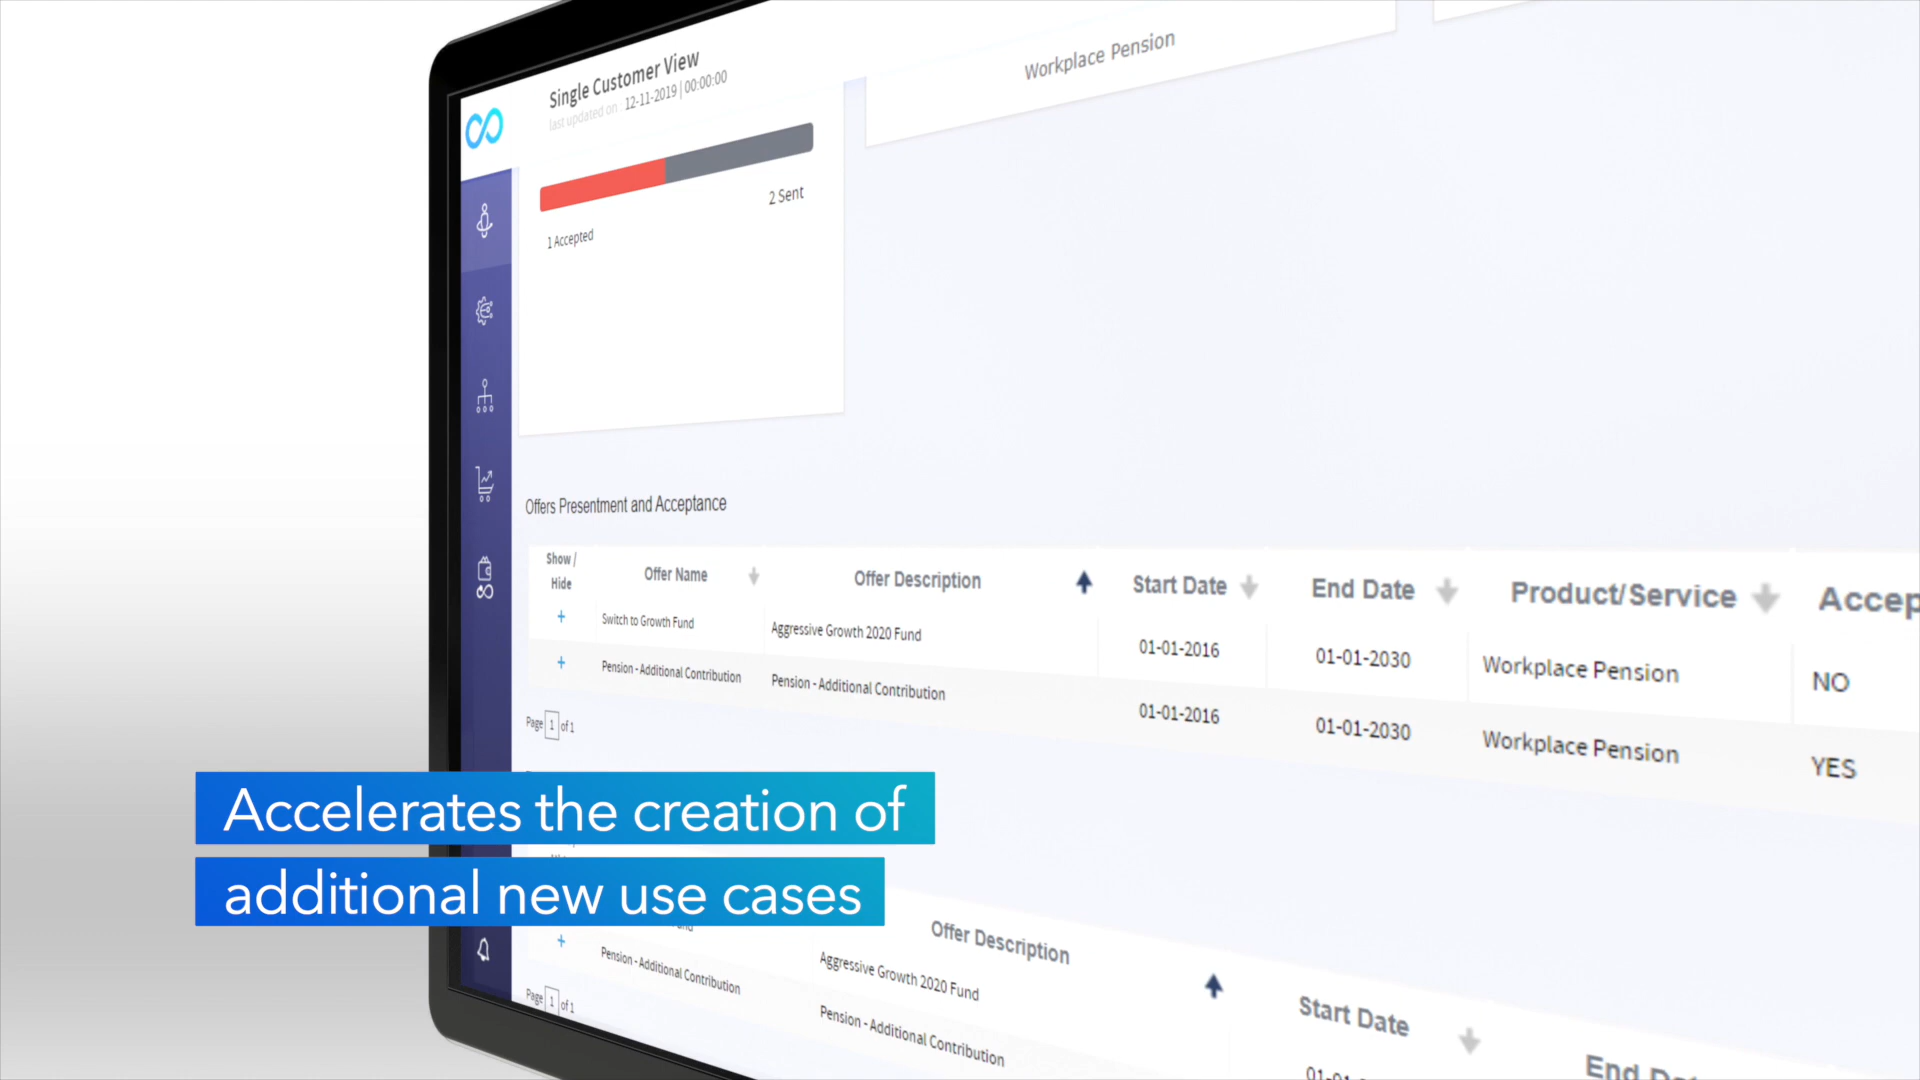 Single Customer View
last updated on 12-11-2019 | 00:00:00
Workplace Pension
2 Sent
1 Accepted
Offers Presentment and Acceptance
Show / Hide Offer Name Offer Description Start Date End Date Product/Service
+ Switch to Growth Fund Aggressive Growth 2020 Fund 01-01-2016 01-01-2030 Workplace Pension NO
+ Pension - Additional Contribution Pension - Additional Contribution 01-01-2016 01-01-2030 Workplace Pension YES
Page 1 of 1
Accelerates the creation of
additional new use cases
Offer Description Start Date End
Aggressive Growth 2020 Fund
+ Pension - Additional Contribution Pension - Additional Contribution
Page 1 of 1